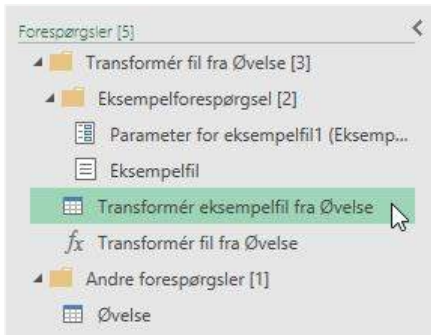 Forespørgsler [5]
Transformér fil fra Øvelse [3]
Eksempelforespørgsel [2]
Parameter for eksempelfil1 (Eksemp...
Eksempelfil
Transformér eksempelfil fra Øvelse
fx Transformér fil fra Øvelse
Andre forespørgsler [1]
Øvelse